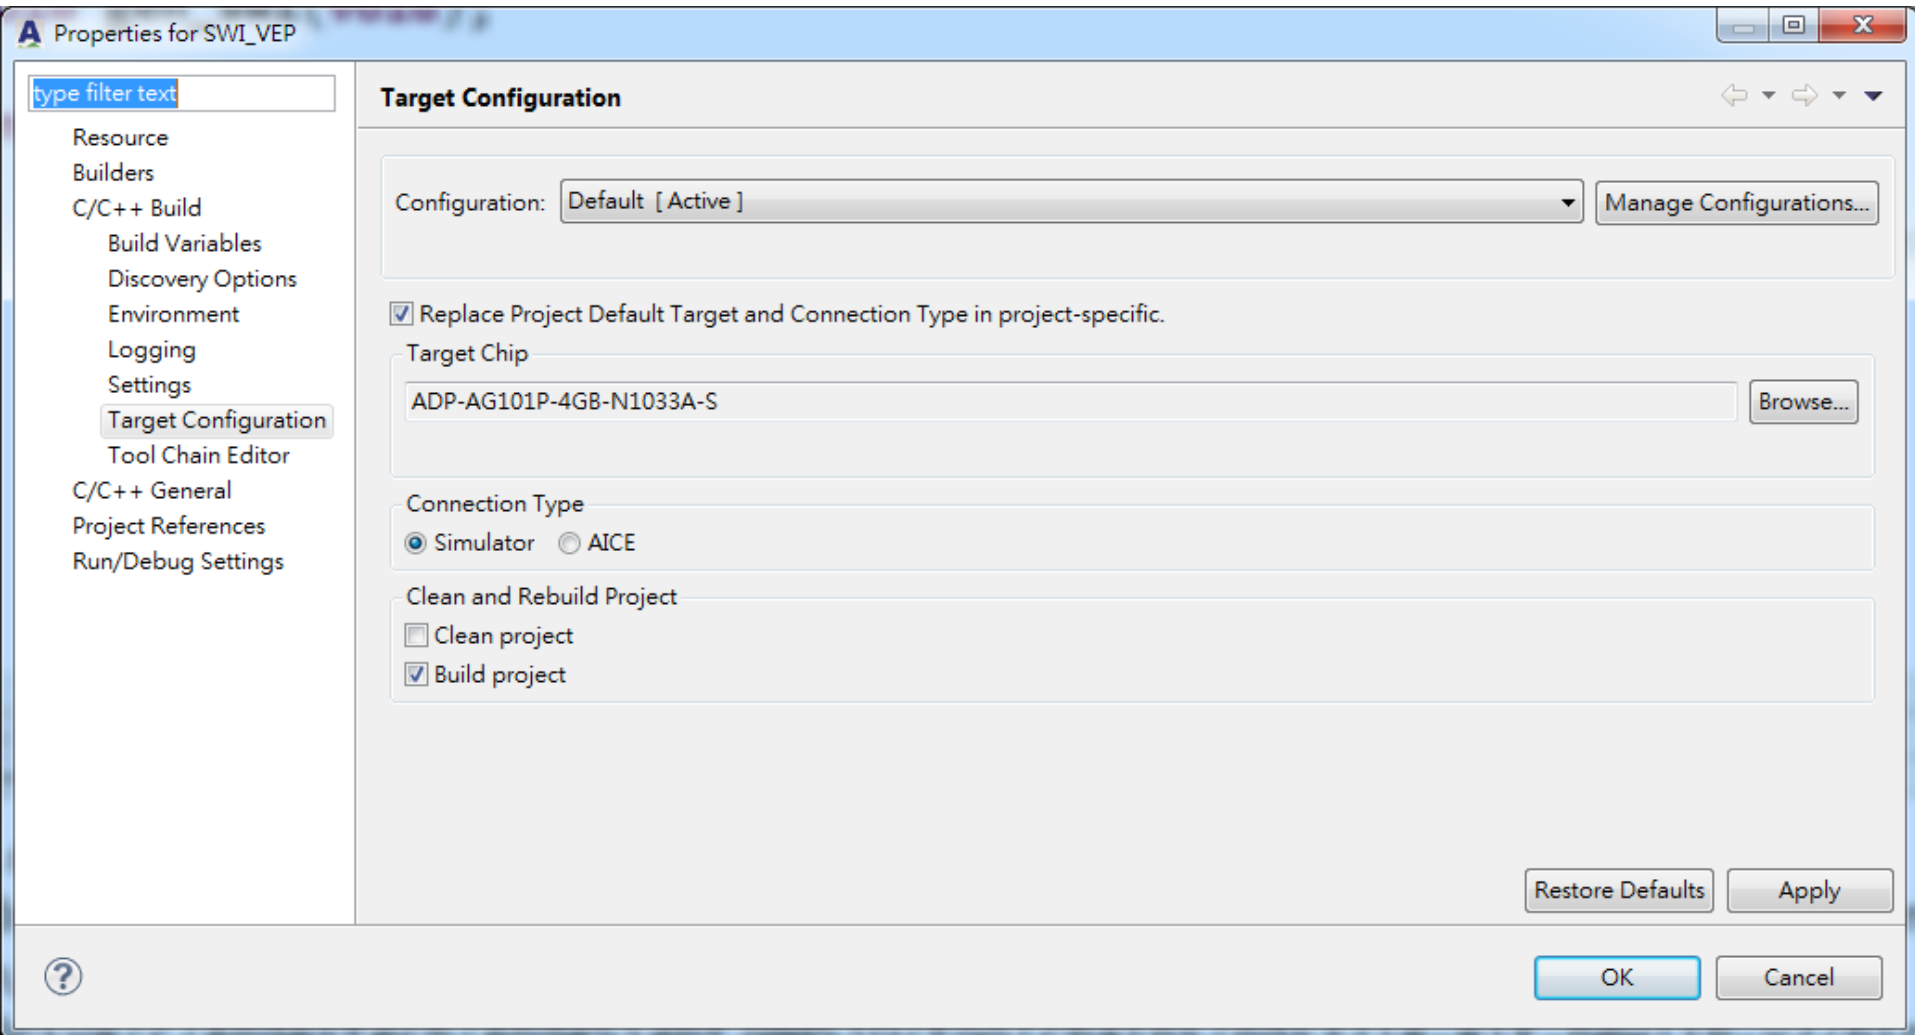 Properties for SWI_VEP
type filter text
Resource
Builders
C/C++ Build
Build Variables
Discovery Options
Environment
Logging
Settings
Target Configuration
Tool Chain Editor
C/C++ General
Project References
Run/Debug Settings
Target Configuration
Configuration: Default [ Active ] Manage Configurations...
Replace Project Default Target and Connection Type in project-specific.
Target Chip
ADP-AG101P-4GB-N1033A-S Browse...
Connection Type
Simulator AICE
Clean and Rebuild Project
Clean project
Build project
Restore Defaults Apply
OK Cancel